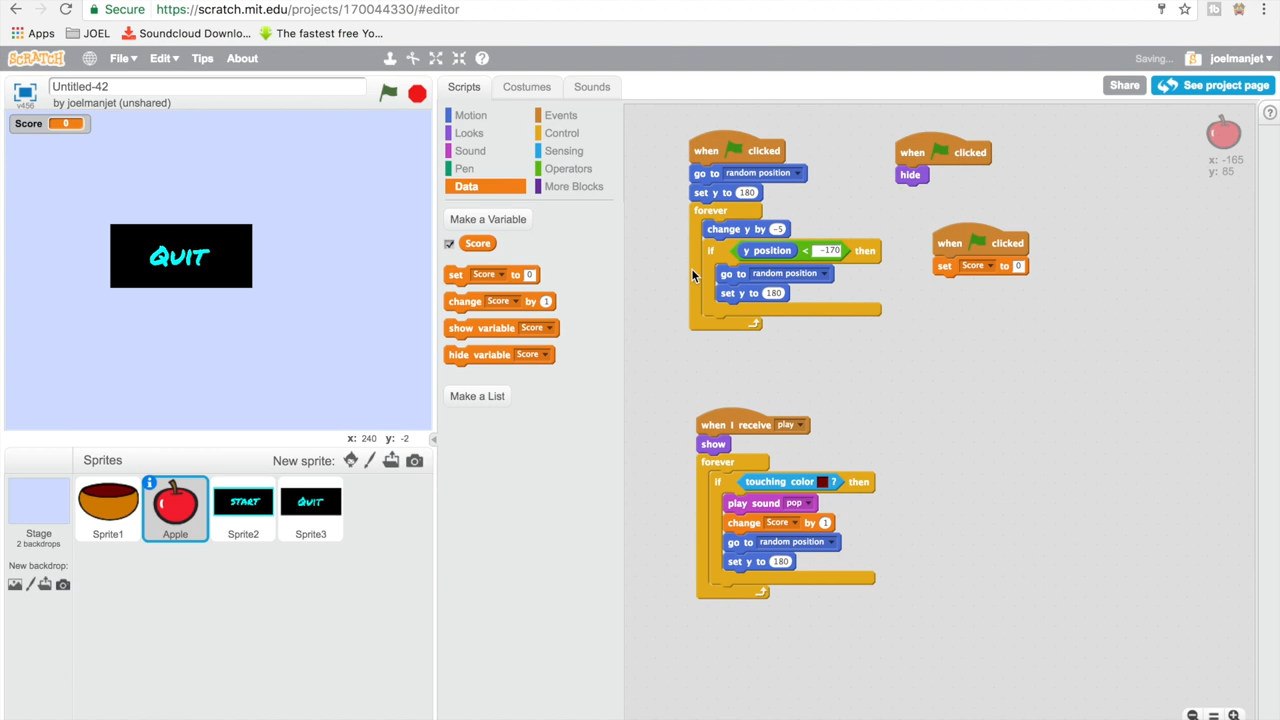 Secure https://scratch.mit.edu/projects/170044330/#editor
Apps JOEL Soundcloud Downlo... The fastest free Yo...
SCRATCH File▾ Edit▾ Tips About Saving... joelmanjet▾
Untitled-42
by joelmanjet (unshared)
v456
Scripts Costumes Sounds
Share See project page
Score 0
QUIT
Motion Events
Looks Control
Sound Sensing
Pen Operators
Data More Blocks
Make a Variable
Score
set Score to 0
change Score by 1
show variable Score
hide variable Score
Make a List
when clicked
go to random position
set y to 180
forever
change y by -5
if y position < -170 then
go to random position
set y to 180
when clicked
hide
when clicked
set Score to 0
x: -165
y: 85
when I receive play
show
forever
if touching color ? then
play sound pop
change Score by 1
go to random position
set y to 180
x: 240 y: -2
Sprites New sprite:
Stage
2 backdrops
New backdrop:
Sprite1
Apple
START
Sprite2
QUIT
Sprite3